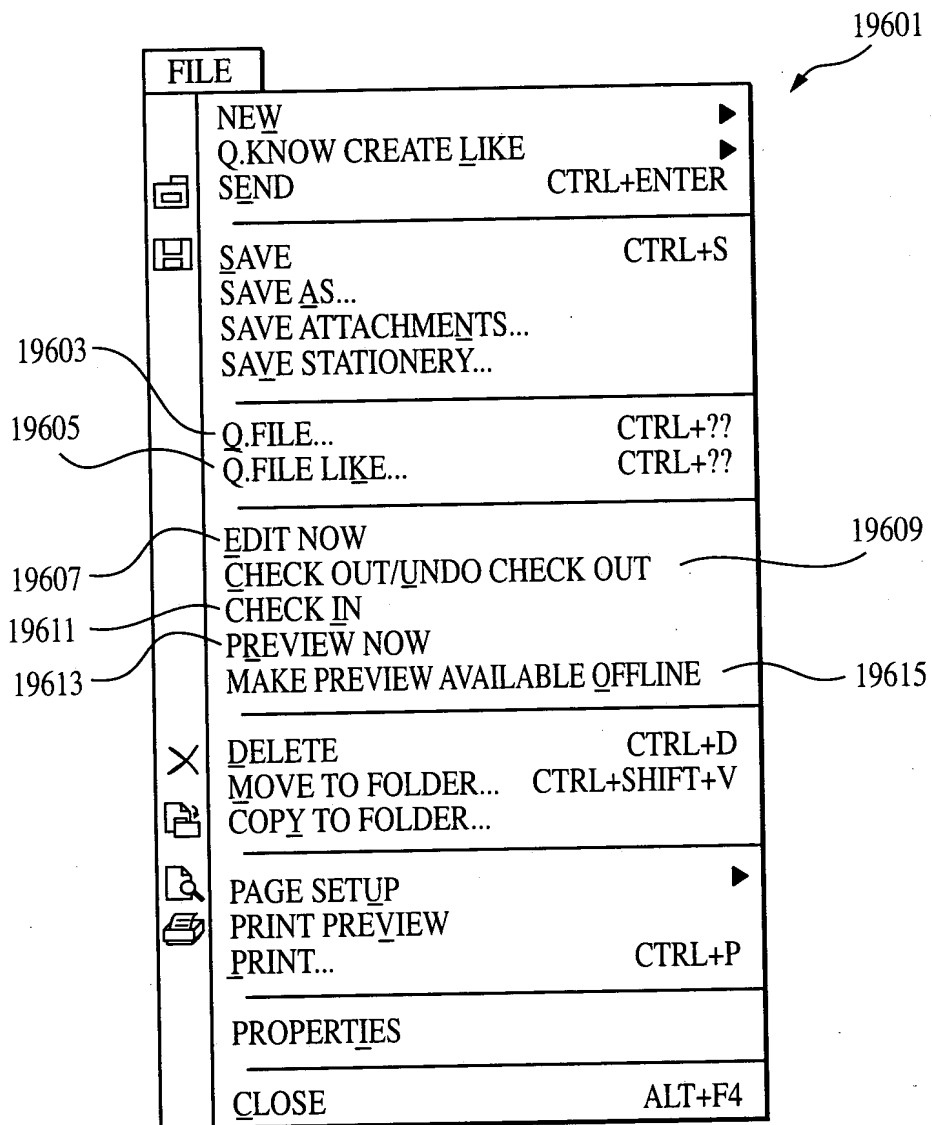 19601
FILE
NEW
Q.KNOW CREATE LIKE
SEND CTRL+ENTER
SAVE CTRL+S
SAVE AS...
SAVE ATTACHMENTS...
SAVE STATIONERY...
19603
19605
Q.FILE... CTRL+??
Q.FILE LIKE... CTRL+??
19607
EDIT NOW
19609
CHECK OUT/UNDO CHECK OUT
19611
CHECK IN
19613
PREVIEW NOW
MAKE PREVIEW AVAILABLE OFFLINE 19615
DELETE CTRL+D
MOVE TO FOLDER... CTRL+SHIFT+V
COPY TO FOLDER...
PAGE SETUP
PRINT PREVIEW
PRINT... CTRL+P
PROPERTIES
CLOSE ALT+F4